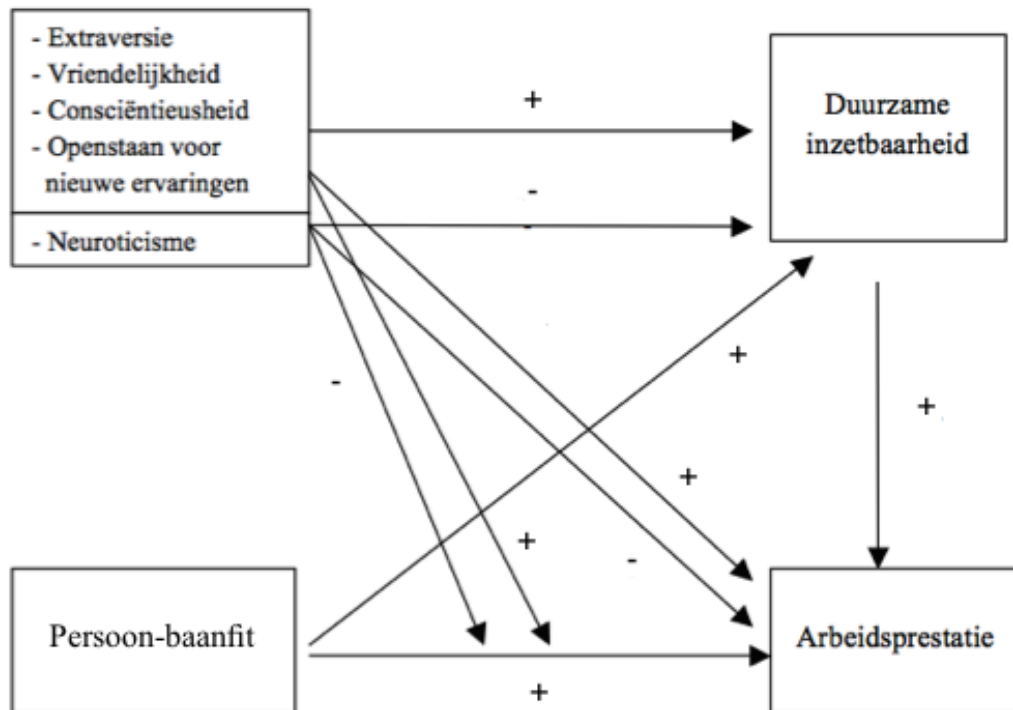 - Extraversie
- Vriendelijkheid
- Consciëntieusheid
- Openstaan voor
nieuwe ervaringen
- Neuroticisme
+
-
-
Duurzame
inzetbaarheid
+
-
+
+
+
-
Persoon-baanfit
+
Arbeidsprestatie